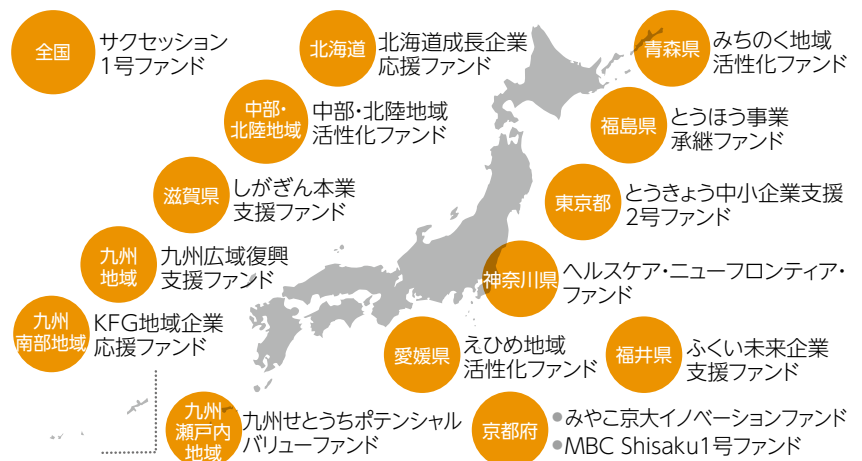 全国
サクセッション
1号ファンド
北海道
北海道成長企業
応援ファンド
青森県
みちのく地域
活性化ファンド
中部・
北陸地域
中部・北陸地域
活性化ファンド
福島県
とうほう事業
承継ファンド
滋賀県
しがぎん本業
支援ファンド
東京都
とうきょう中小企業支援
2号ファンド
九州
地域
九州広域復興
支援ファンド
神奈川県
ヘルスケア・ニューフロンティア・
ファンド
九州
南部地域
KFG地域企業
応援ファンド
愛媛県
えひめ地域
活性化ファンド
福井県
ふくい未来企業
支援ファンド
九州
瀬戸内
地域
九州せとうちポテンシャル
バリューファンド
京都府
●みやこ京大イノベーションファンド
●MBC Shisaku1号ファンド